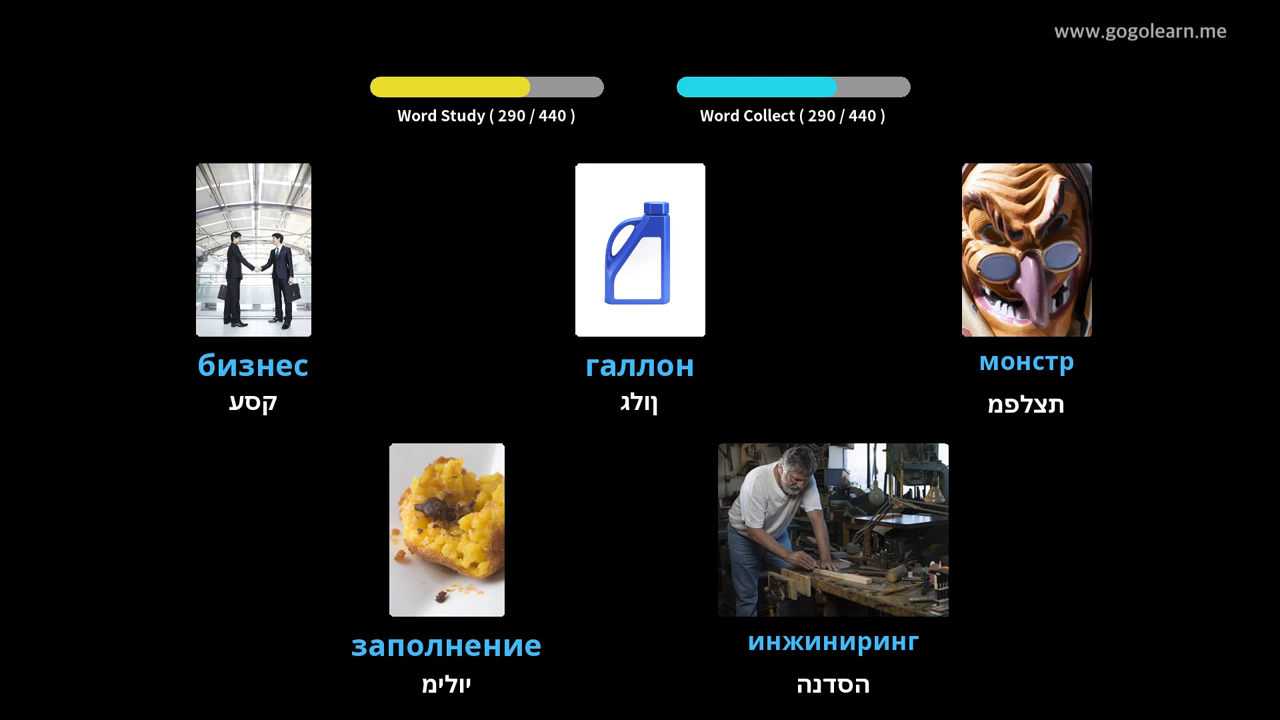 www.gogolearn.me
Word Study ( 290 / 440 )
Word Collect ( 290 / 440 )
бизнес
קסע
галлон
ןולג
монстр
תצלפמ
заполнение
יולימ
инжиниринг
הסדנה